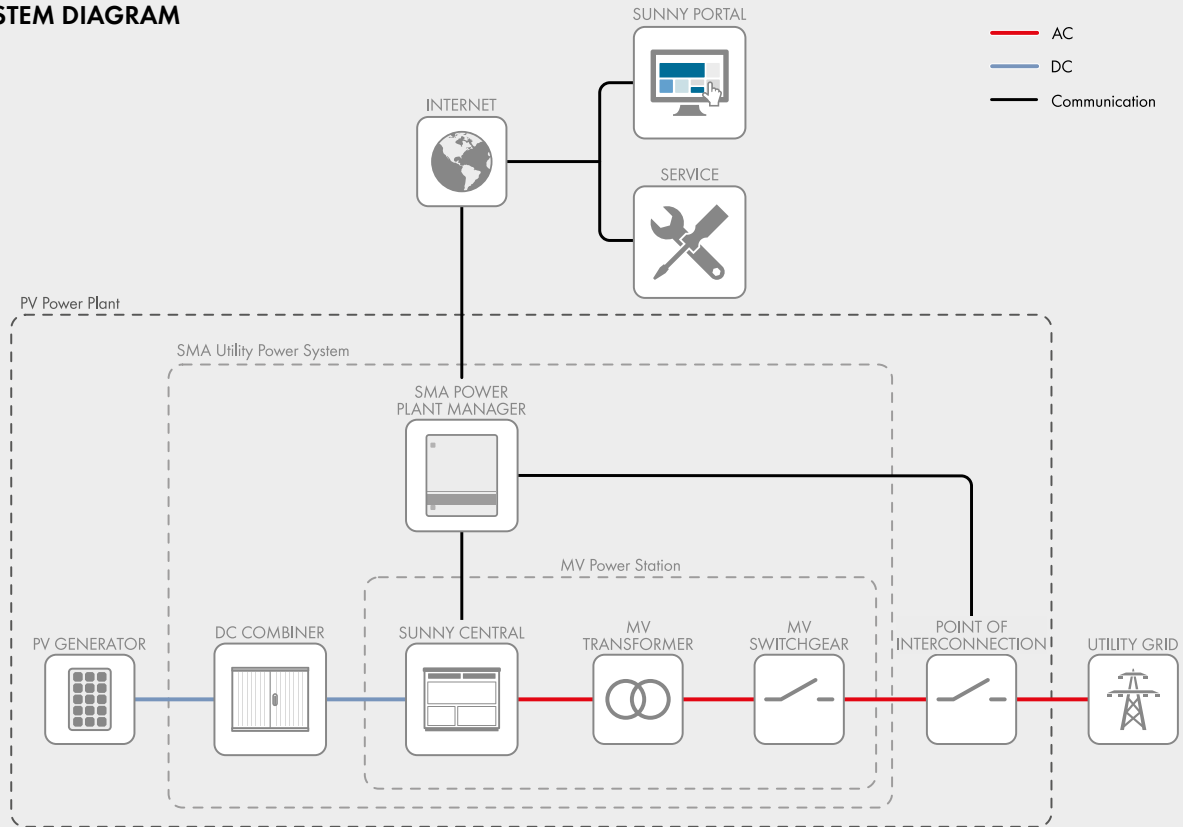 STEM DIAGRAM
SUNNY PORTAL
AC
DC
Communication
INTERNET
SERVICE
PV Power Plant
SMA Utility Power System
SMA POWER
PLANT MANAGER
MV Power Station
PV GENERATOR
DC COMBINER
SUNNY CENTRAL
MV
TRANSFORMER
MV
SWITCHGEAR
POINT OF
INTERCONNECTION
UTILITY GRID